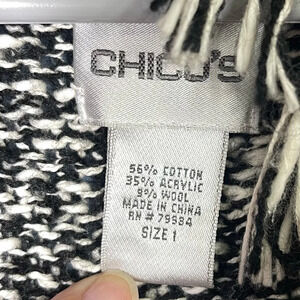 CHICO'S
56% COTTON
35% ACRYLIC
9% WOOL
MADE IN CHINA
RN # 79984
SIZE 1